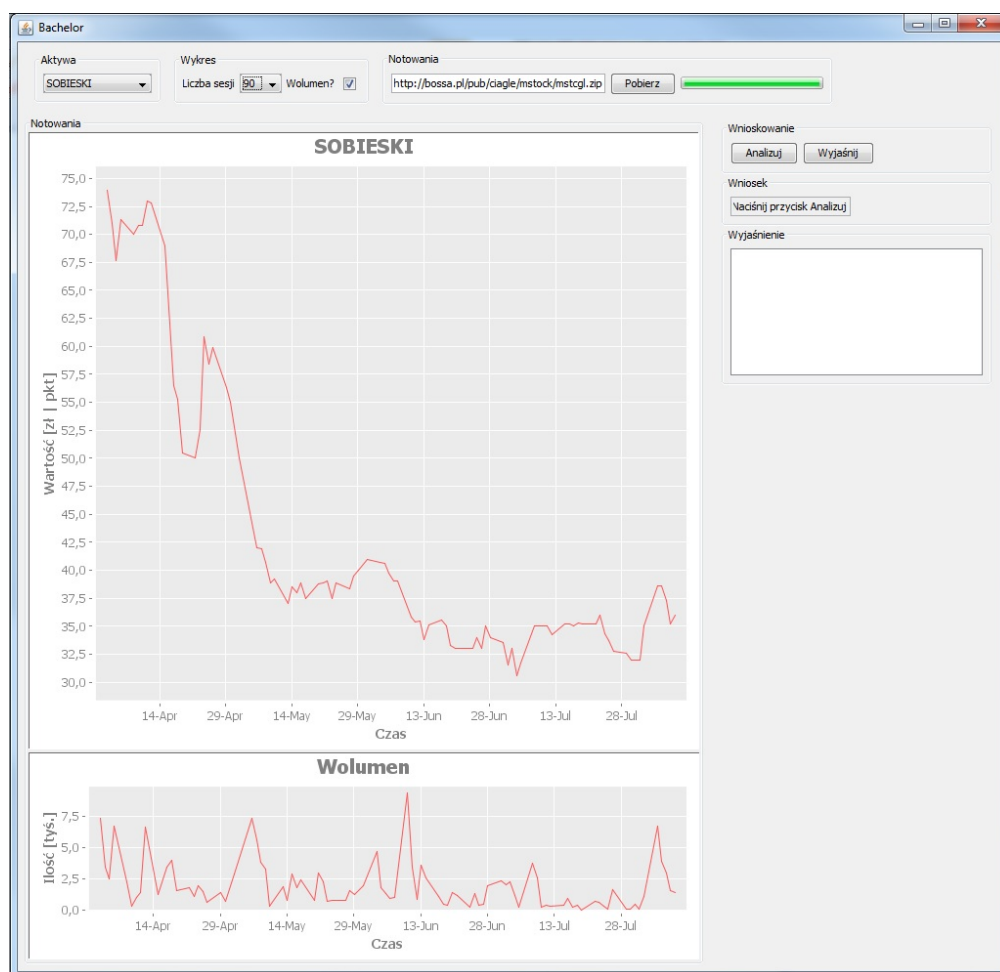 Bachelor
Aktywa
SOBIESKI
Wykres
Liczba sesji 90 Wolumen?
Notowania
http://bossa.pl/pub/ciagle/mstock/mstcgl.zip Pobierz
Notowania
SOBIESKI
75,0
72,5
70,0
67,5
65,0
62,5
60,0
57,5
55,0
52,5
50,0
47,5
45,0
42,5
40,0
37,5
35,0
32,5
30,0
Wartość [zł | pkt]
14-Apr 29-Apr 14-May 29-May 13-Jun 28-Jun 13-Jul 28-Jul
Czas
Wolumen
7,5
5,0
2,5
0,0
Ilość [tyś.]
14-Apr 29-Apr 14-May 29-May 13-Jun 28-Jun 13-Jul 28-Jul
Czas
Wnioskowanie
Analizuj Wyjaśnij
Wniosek
Naciśnij przycisk Analizuj
Wyjaśnienie